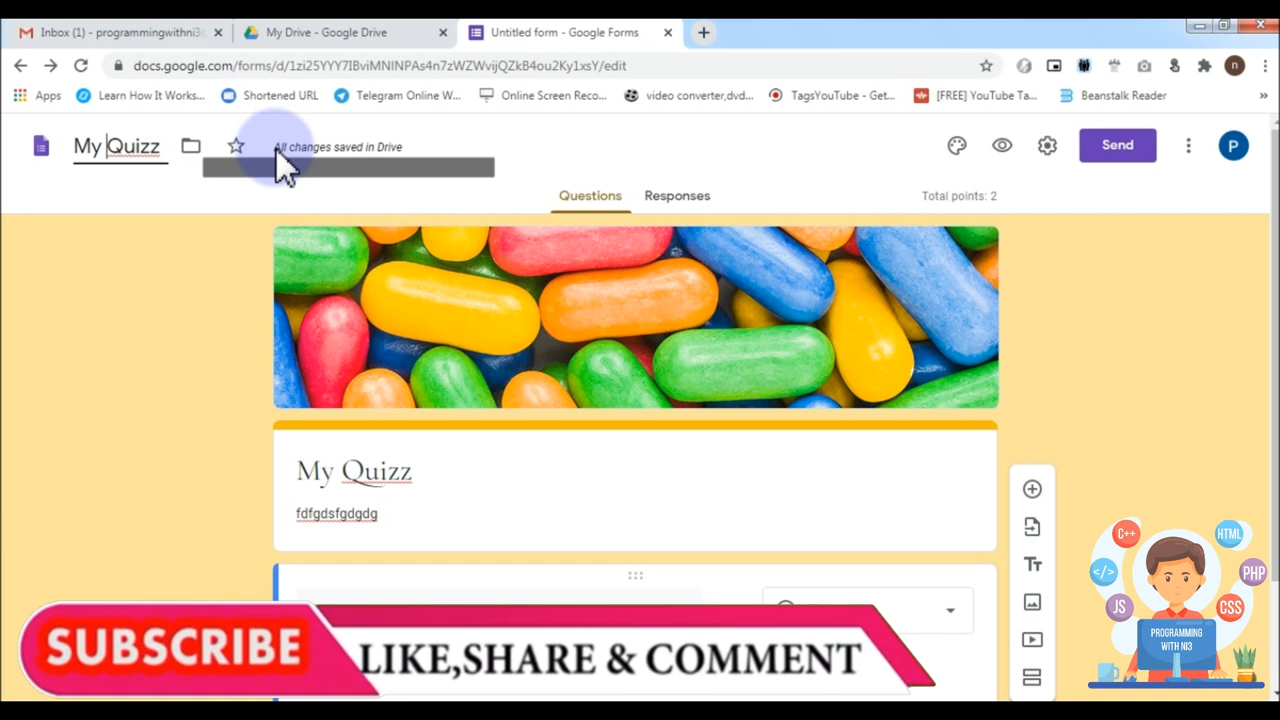 Inbox (1) - programmingwithni3
My Drive - Google Drive
Untitled form - Google Forms
docs.google.com/forms/d/1zi25YYY7IBviMNINPAs4n7zWZWvijQZkB4ou2Ky1xsY/edit
n
Apps
Learn How It Works...
Shortened URL
Telegram Online W...
Online Screen Reco...
video converter,dvd...
TagsYouTube - Get...
[FREE] YouTube Ta...
Beanstalk Reader
»
My Quizz
All changes saved in Drive
Send
P
Questions
Responses
Total points: 2
My Quizz
fdfgdsfgdgdg
Tт
SUBSCRIBE
LIKE,SHARE & COMMENT
C++
HTML
</>
PHP
JS
CSS
PROGRAMMING
WITH NI3